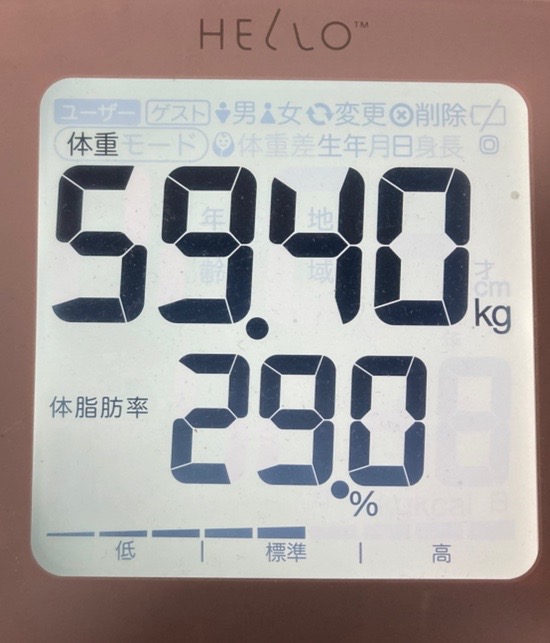 HELLO™
ユーザー ゲスト 男 女 変更 削除
体重モード 体重差生年月日身長
年齢 地域
59.40 kg
才
cm
体脂肪率 29.0 %
低 | 標準 | 高